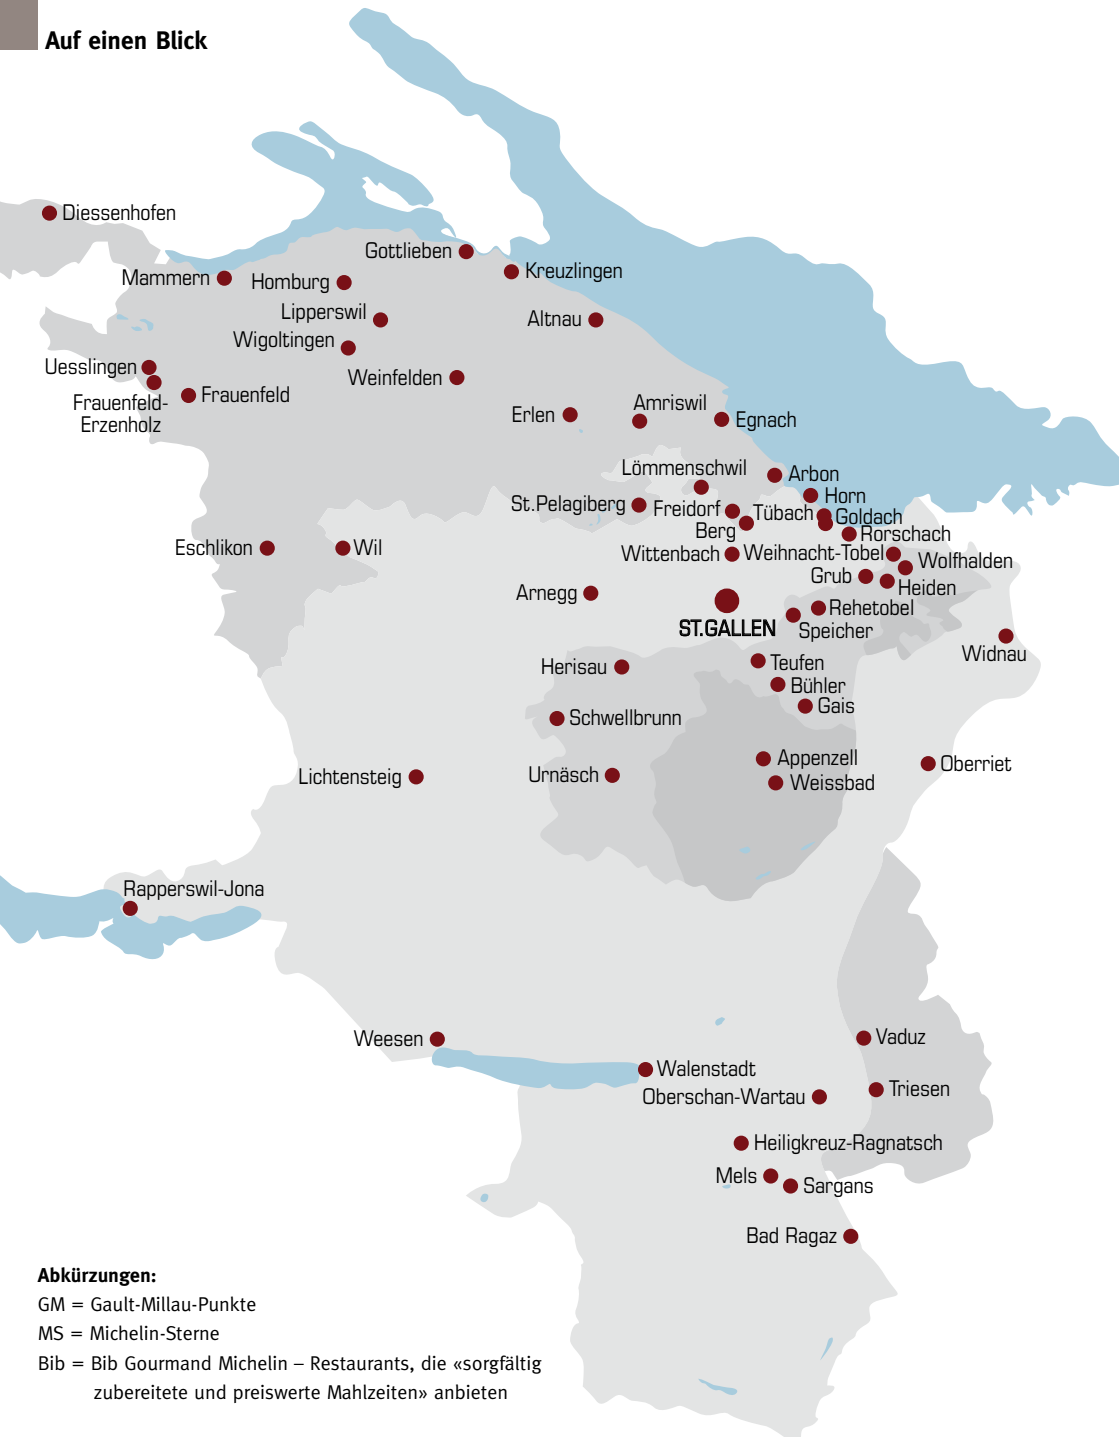 Auf einen Blick
Diessenhofen
Gottlieben
Kreuzlingen
Mammern
Homburg
Lipperswil
Altnau
Wigoltingen
Uesslingen
Weinfelden
Frauenfeld
Frauenfeld-
Erzenholz
Amriswil
Erlen
Egnach
Lömmenschwil
Arbon
Horn
St.Pelagiberg
Freidorf
Tübach
Goldach
Berg
Rorschach
Eschlikon
Wil
Wittenbach
Weihnacht-Tobel
Wolfhalden
Grub
Heiden
Arnegg
Rehetobel
ST.GALLEN
Speicher
Widnau
Herisau
Teufen
Bühler
Gais
Schwellbrunn
Appenzell
Oberriet
Lichtensteig
Urnäsch
Weissbad
Rapperswil-Jona
Weesen
Vaduz
Walenstadt
Triesen
Oberschan-Wartau
Heiligkreuz-Ragnatsch
Mels
Sargans
Bad Ragaz
Abkürzungen:
GM = Gault-Millau-Punkte
MS = Michelin-Sterne
Bib = Bib Gourmand Michelin – Restaurants, die «sorgfältig
zubereitete und preiswerte Mahlzeiten» anbieten